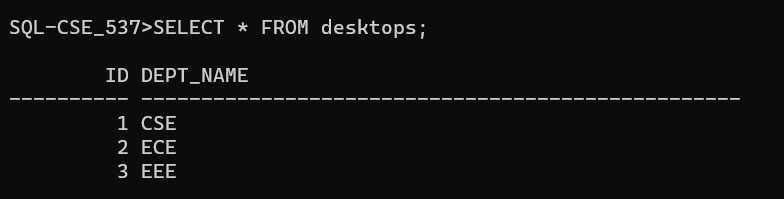 SQL-CSE_537>SELECT * FROM desktops;
ID DEPT_NAME
---------- --------------------------------------------------
1 CSE
2 ECE
3 EEE